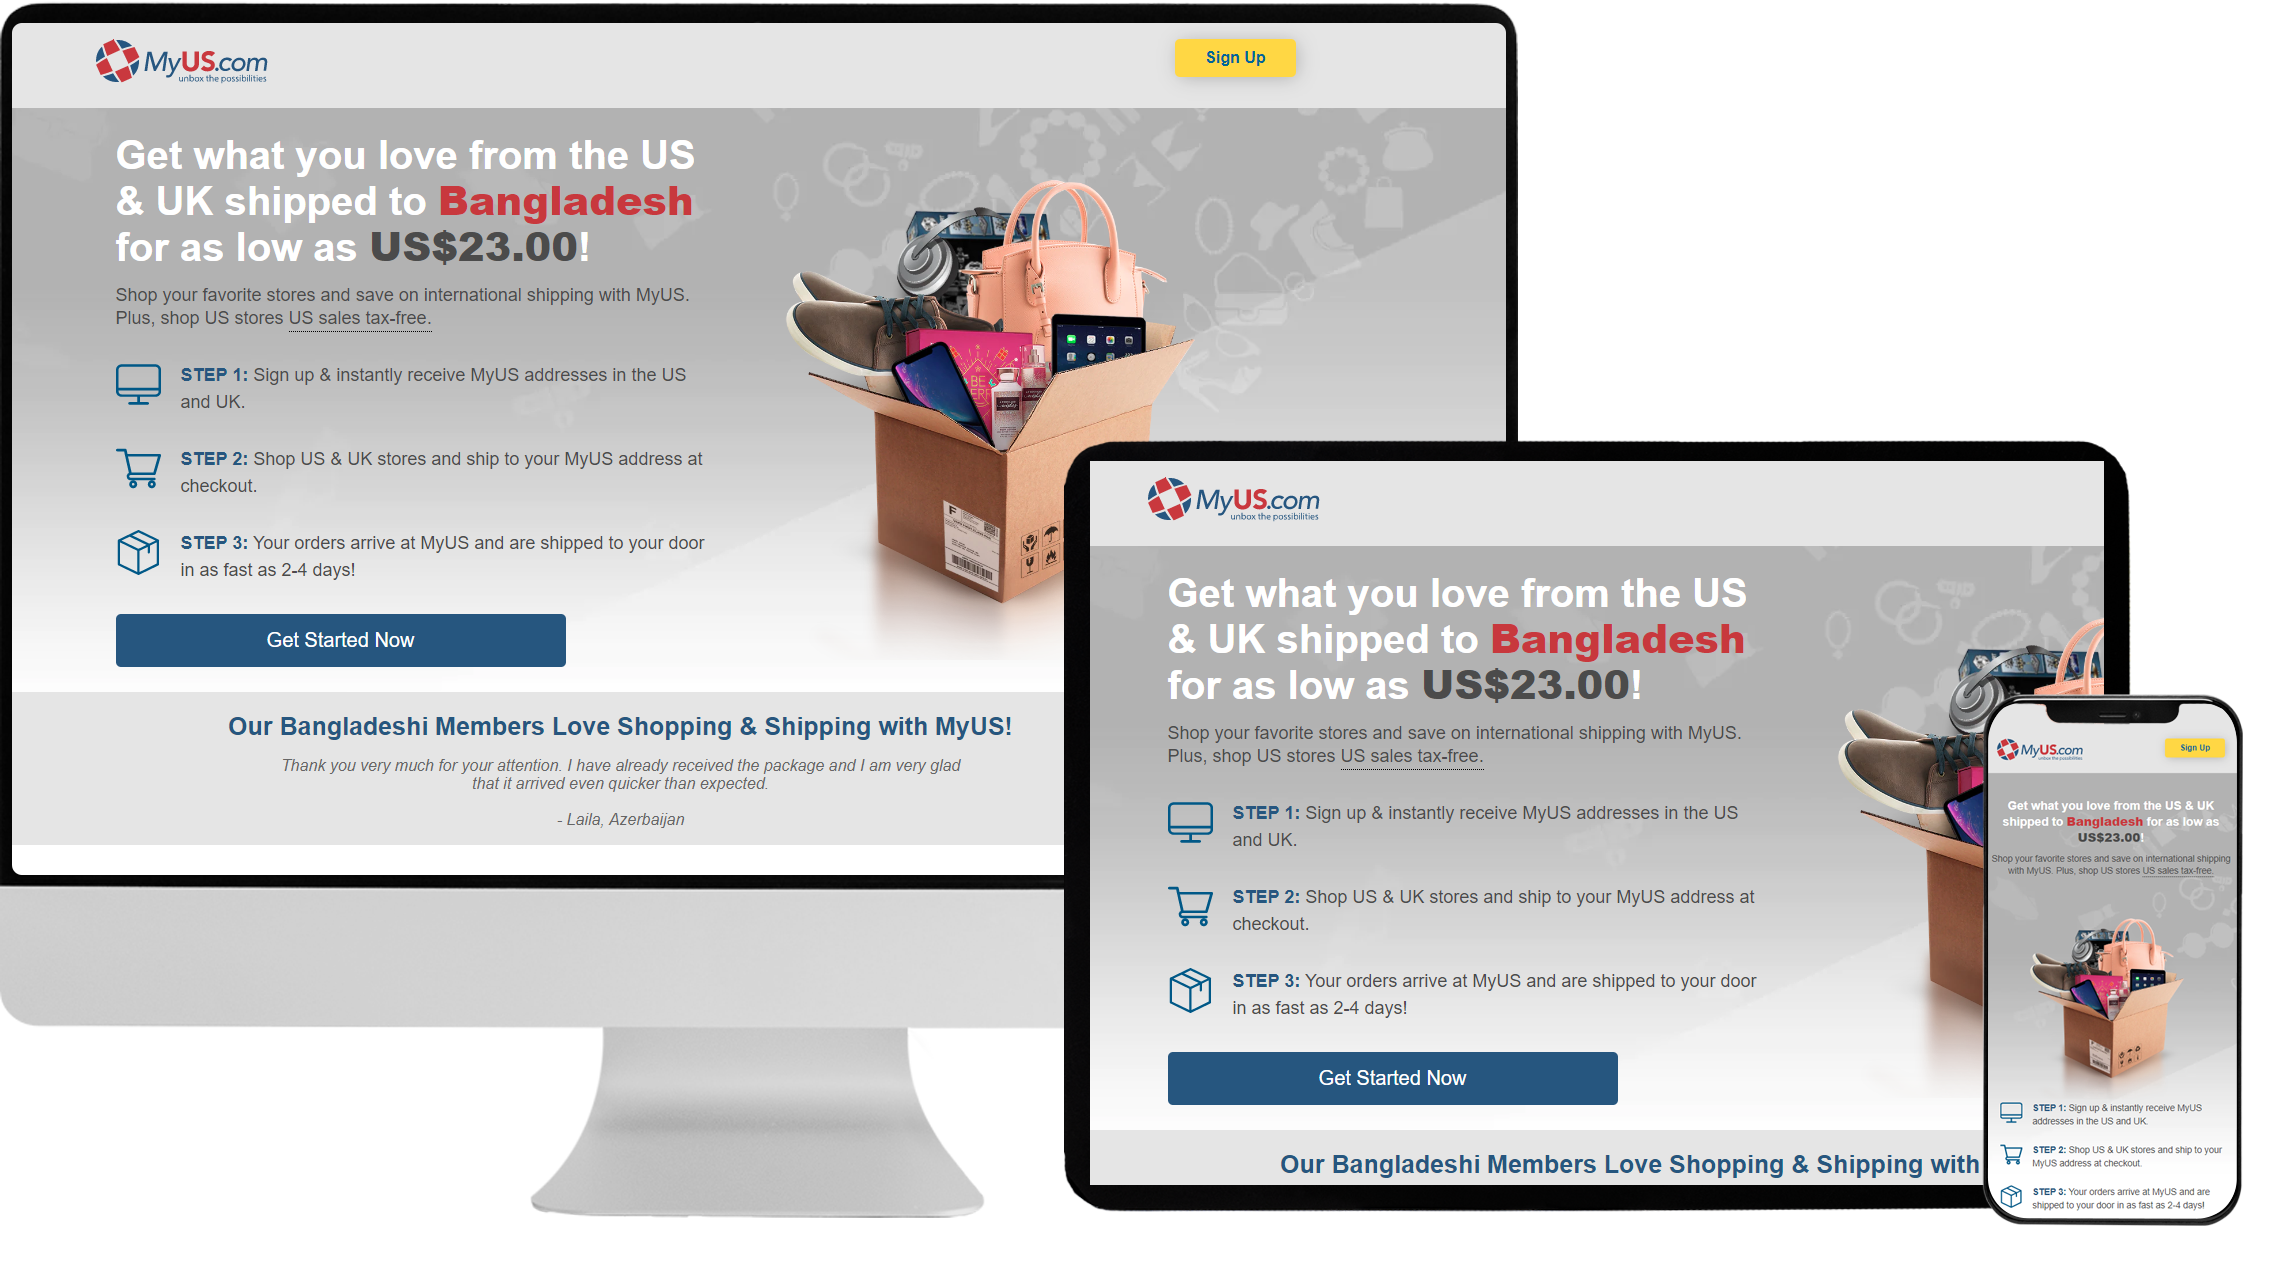 MyUS.com
unbox the possibilities
Sign Up
Get what you love from the US
& UK shipped to Bangladesh
for as low as US$23.00!
Shop your favorite stores and save on international shipping with MyUS.
Plus, shop US stores US sales tax-free.
STEP 1: Sign up & instantly receive MyUS addresses in the US
and UK.
STEP 2: Shop US & UK stores and ship to your MyUS address at
checkout.
STEP 3: Your orders arrive at MyUS and are shipped to your door
in as fast as 2-4 days!
F
Get Started Now
Our Bangladeshi Members Love Shopping & Shipping with MyUS!
Thank you very much for your attention. I have already received the package and I am very glad
that it arrived even quicker than expected.
- Laila, Azerbaijan
MyUS.com
unbox the possibilities
Get what you love from the US
& UK shipped to Bangladesh
for as low as US$23.00!
Shop your favorite stores and save on international shipping with MyUS.
Plus, shop US stores US sales tax-free.
STEP 1: Sign up & instantly receive MyUS addresses in the US
and UK.
STEP 2: Shop US & UK stores and ship to your MyUS address at
checkout.
STEP 3: Your orders arrive at MyUS and are shipped to your door
in as fast as 2-4 days!
Get Started Now
Our Bangladeshi Members Love Shopping & Shipping with
MyUS.com
unbox the possibilities
Sign Up
Get what you love from the US & UK
shipped to Bangladesh for as low as
US$23.00!
Shop your favorite stores and save on international shipping
with MyUS. Plus, shop US stores US sales tax-free.
STEP 1: Sign up & instantly receive MyUS
addresses in the US and UK.
STEP 2: Shop US & UK stores and ship to your
MyUS address at checkout.
STEP 3: Your orders arrive at MyUS and are
shipped to your door in as fast as 2-4 days!